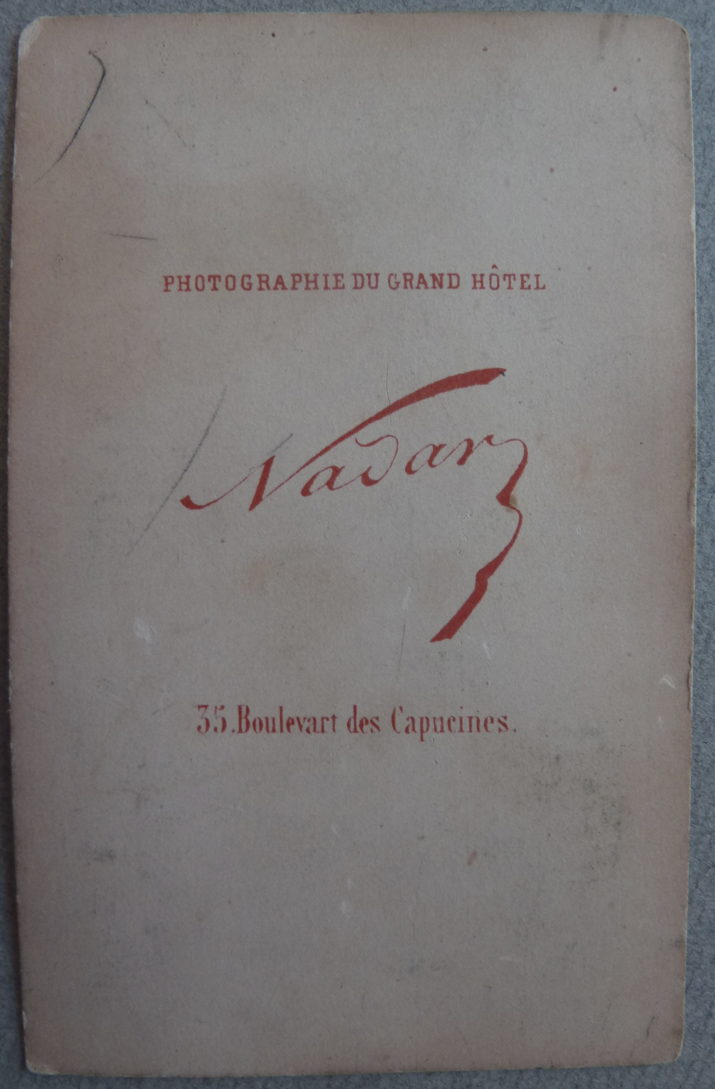 PHOTOGRAPHIE DU GRAND HÔTEL
Nadar
35. Boulevart des Capucines.